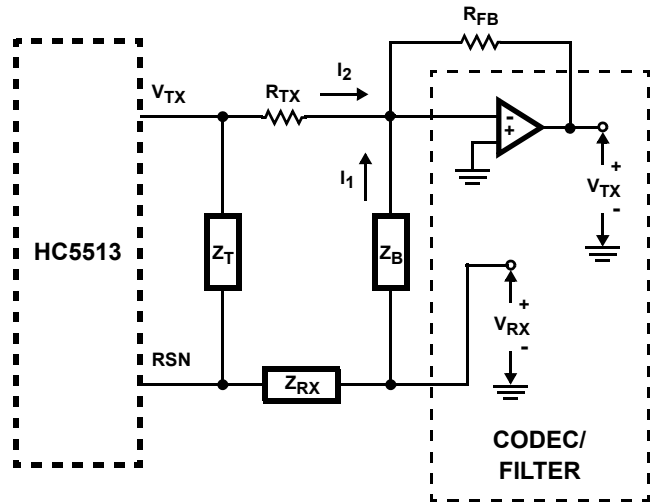 R_FB
V_TX
R_TX
I_2
I_1
HC5513
Z_T
Z_B
RSN
Z_RX
-
+
+
V_TX
-
+
V_RX
-
CODEC/
FILTER